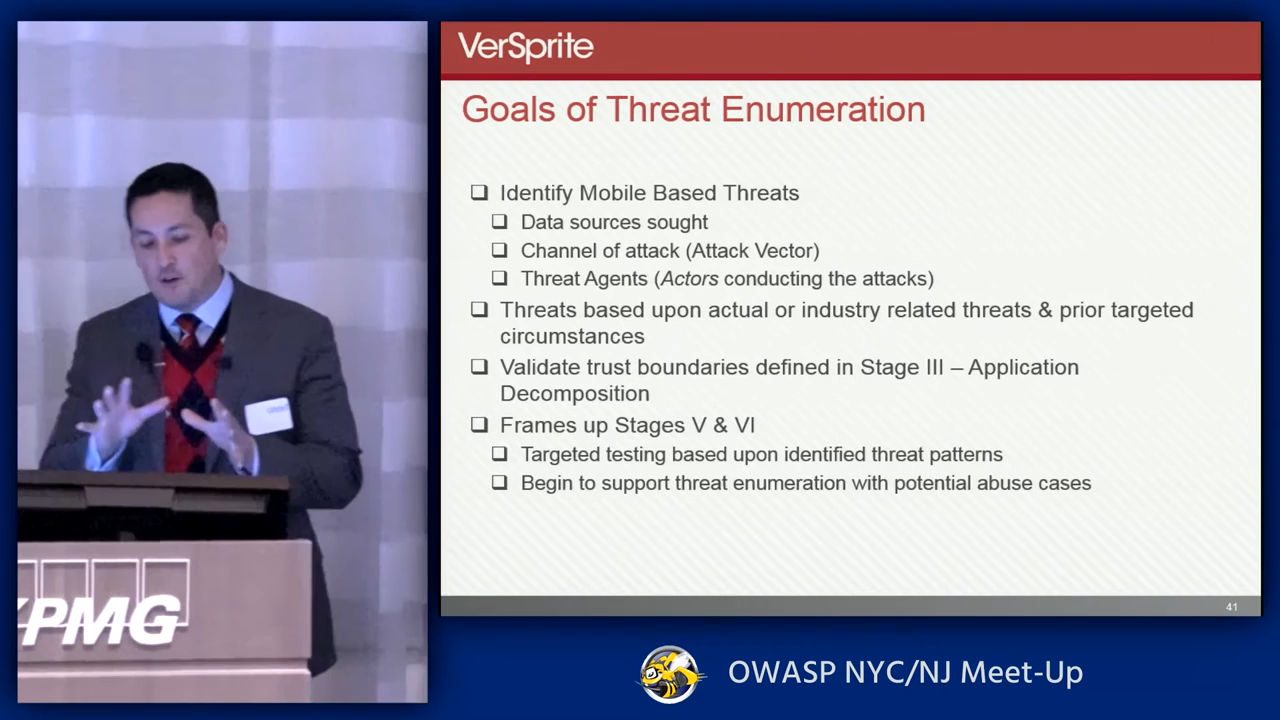 VerSprite
Goals of Threat Enumeration
❑ Identify Mobile Based Threats
❑ Data sources sought
❑ Channel of attack (Attack Vector)
❑ Threat Agents (Actors conducting the attacks)
❑ Threats based upon actual or industry related threats & prior targeted
circumstances
❑ Validate trust boundaries defined in Stage III – Application
Decomposition
❑ Frames up Stages V & VI
❑ Targeted testing based upon identified threat patterns
❑ Begin to support threat enumeration with potential abuse cases
41
KPMG
OWASP NYC/NJ Meet-Up